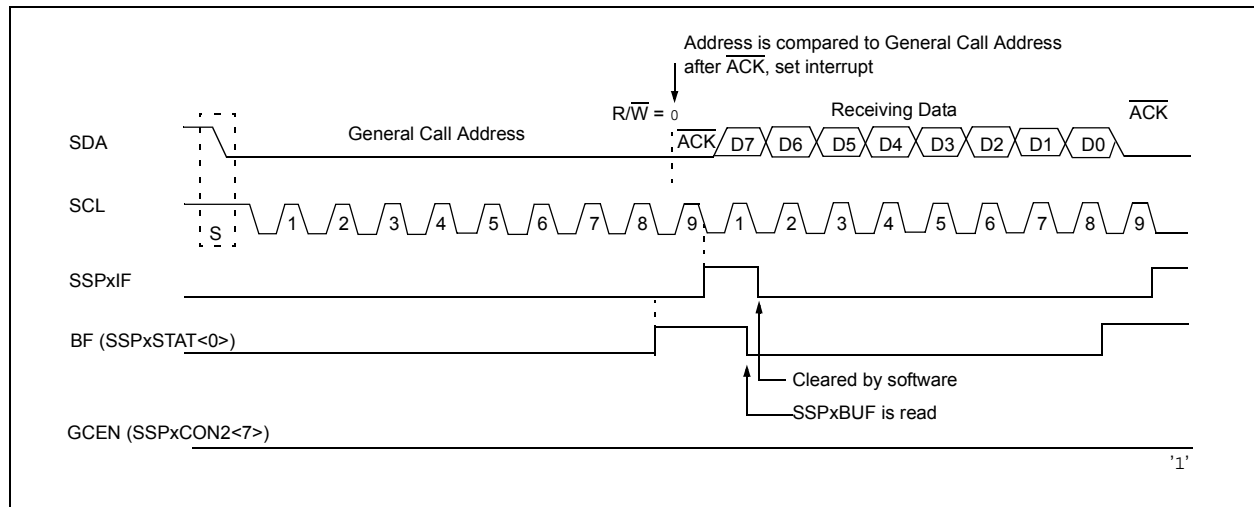 Address is compared to General Call Address
after A̅C̅K̅, set interrupt
R/W̅ = 0
Receiving Data
A̅C̅K̅
SDA
General Call Address
A̅C̅K̅ D7 D6 D5 D4 D3 D2 D1 D0
SCL
S
1 2 3 4 5 6 7 8 9 1 2 3 4 5 6 7 8 9
SSPxIF
BF (SSPxSTAT<0>)
Cleared by software
SSPxBUF is read
GCEN (SSPxCON2<7>)
'1'